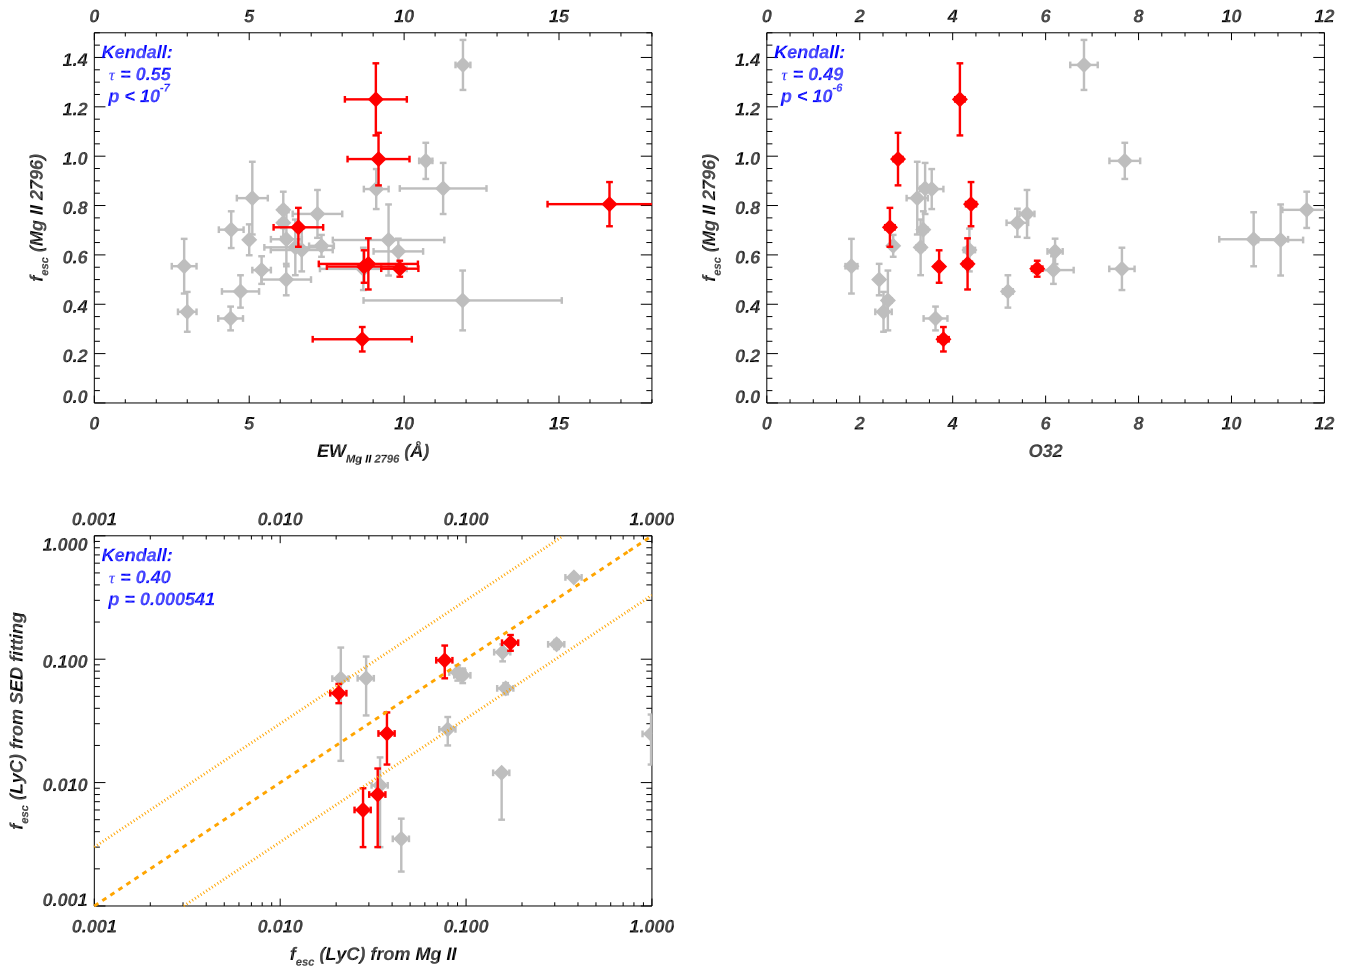 0 5 10 15
Kendall:
τ = 0.55
p < 10-7
1.4
1.2
1.0
0.8
0.6
0.4
0.2
0.0
fesc (Mg II 2796)
0 5 10 15
EWMg II 2796 (Å)
0 2 4 6 8 10 12
Kendall:
τ = 0.49
p < 10-6
1.4
1.2
1.0
0.8
0.6
0.4
0.2
0.0
fesc (Mg II 2796)
0 2 4 6 8 10 12
O32
0.001 0.010 0.100 1.000
Kendall:
τ = 0.40
p = 0.000541
1.000
0.100
0.010
0.001
fesc (LyC) from SED fitting
0.001 0.010 0.100 1.000
fesc (LyC) from Mg II